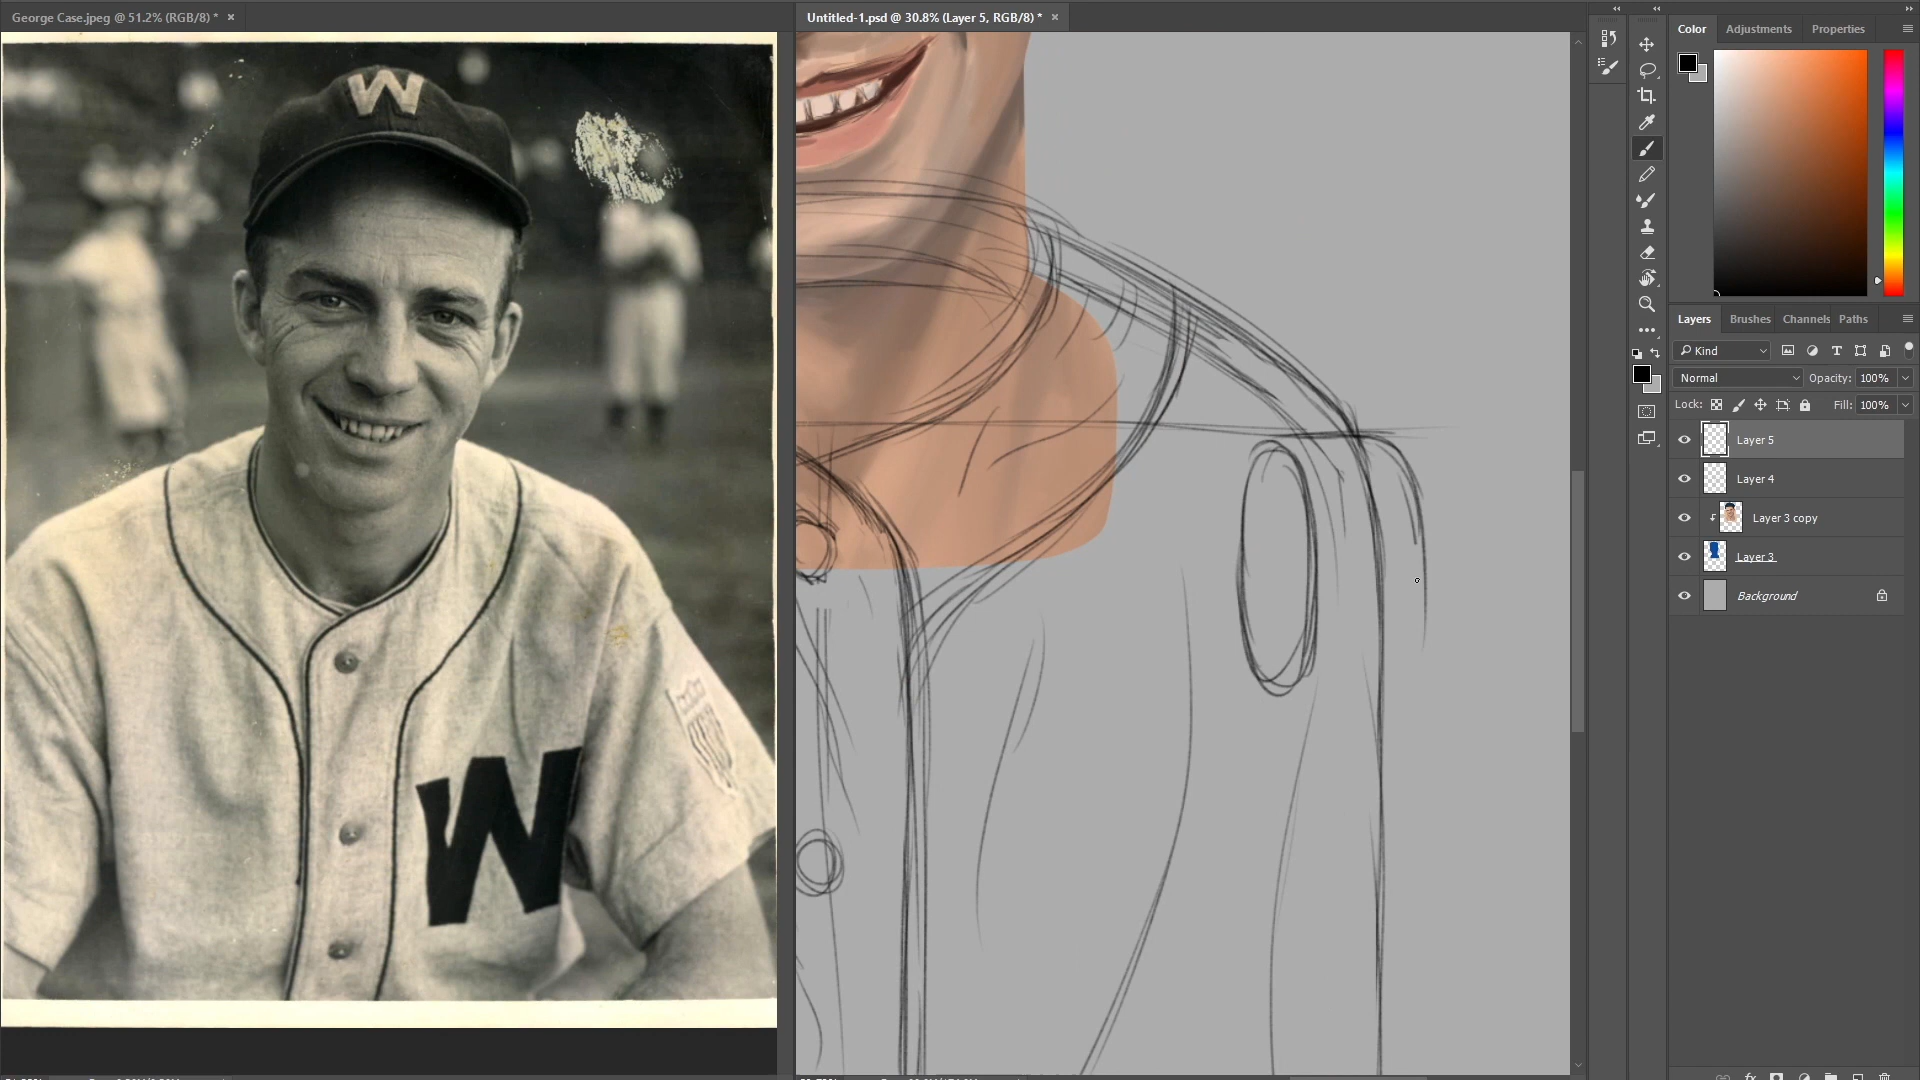 George Case.jpeg @ 51.2% (RGB/8) *
Untitled-1.psd @ 30.8% (Layer 5, RGB/8) *
Color Adjustments Properties
W
W
Layers Brushes Channels Paths
Kind
Normal Opacity: 100%
Lock: Fill: 100%
Layer 5
Layer 4
Layer 3 copy
Layer 3
Background
fx